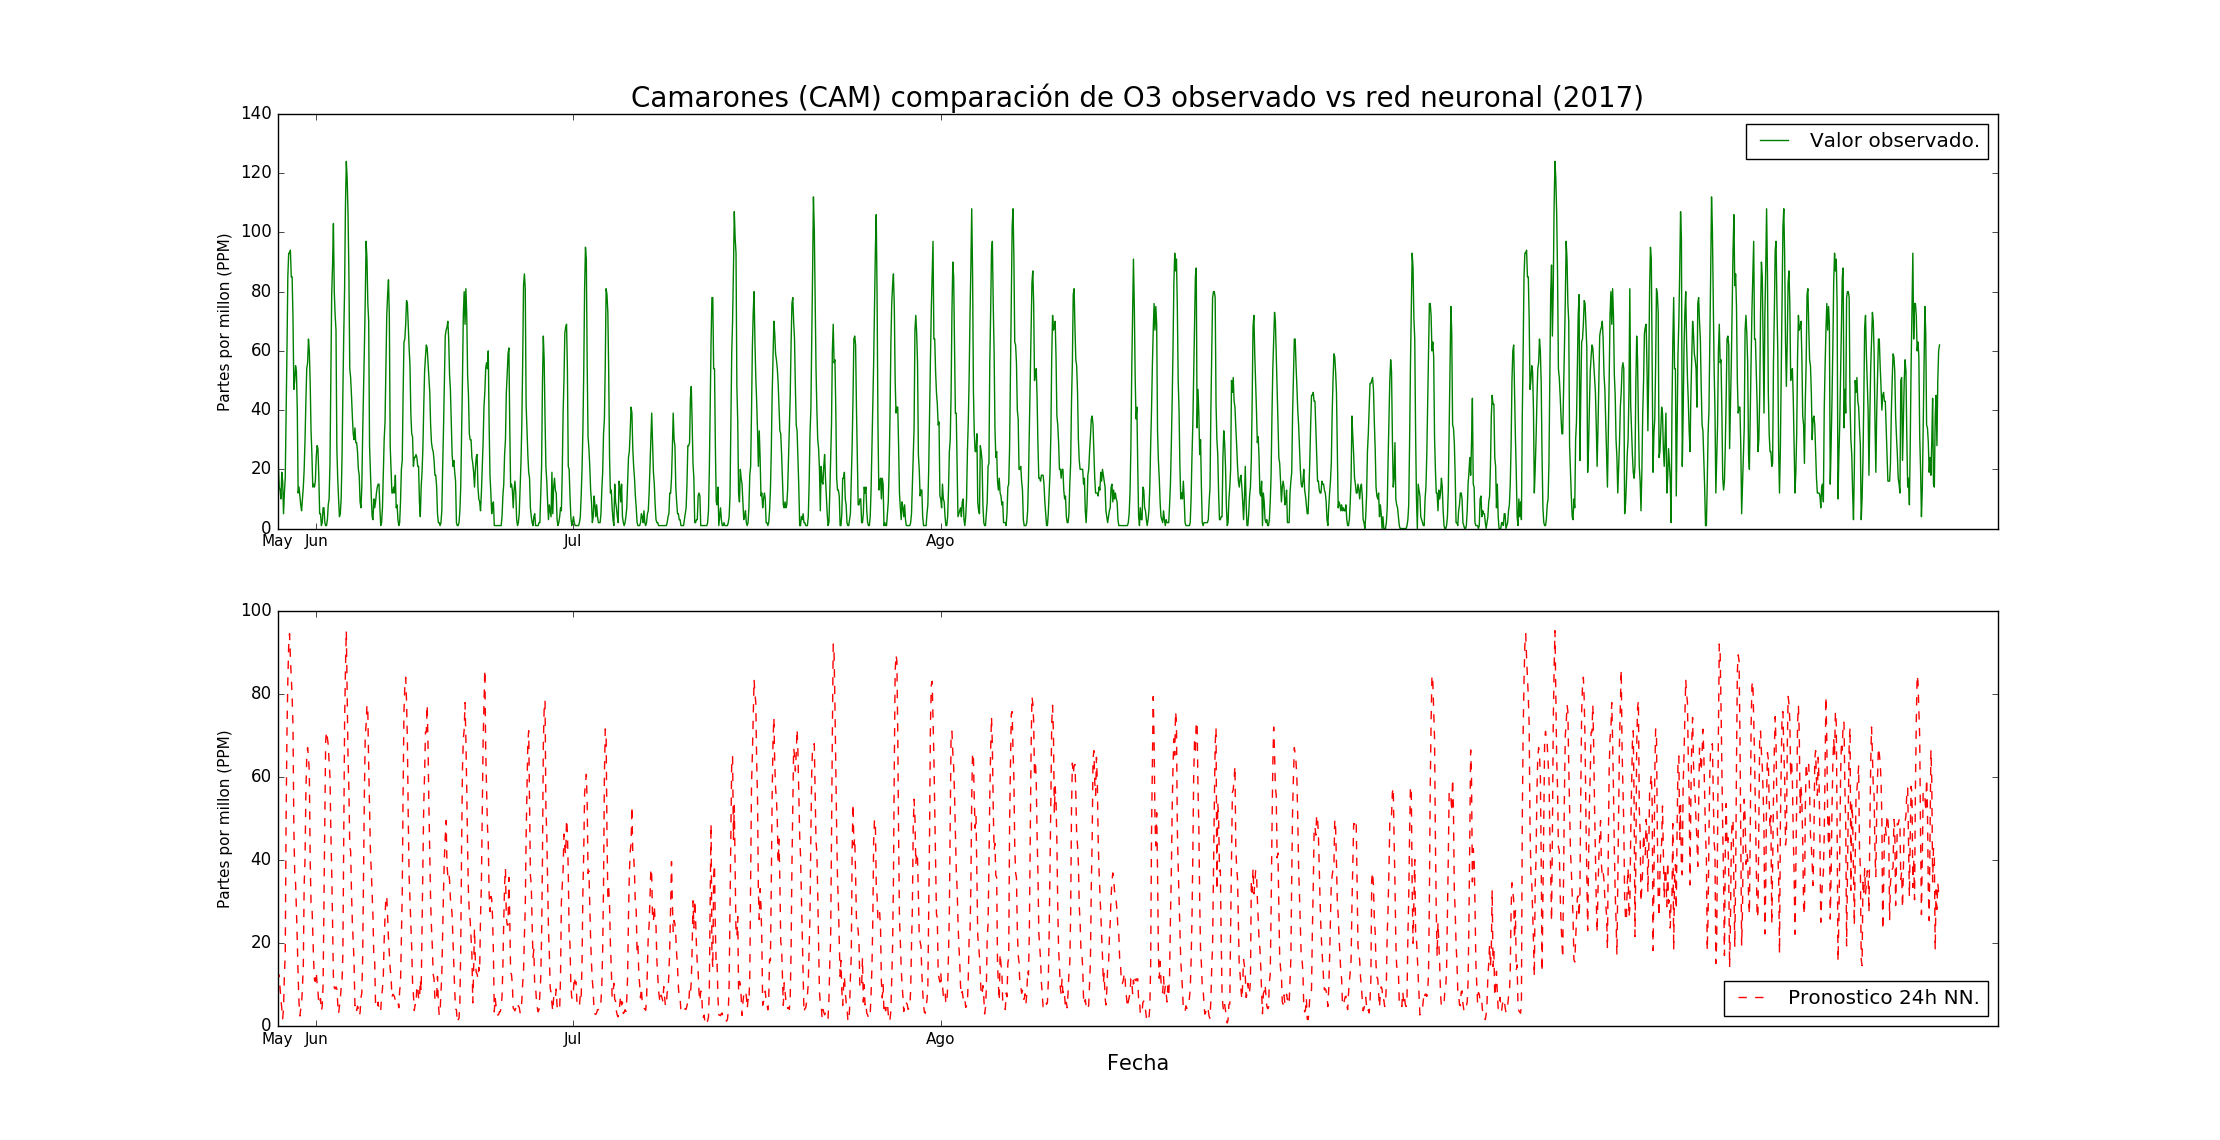 Camarones (CAM) comparación de O3 observado vs red neuronal (2017)
140
120
100
80
60
40
20
0
Partes por millon (PPM)
Valor observado.
May Jun Jul Ago
100
80
60
40
20
0
Partes por millon (PPM)
Pronostico 24h NN.
May Jun Jul Ago
Fecha